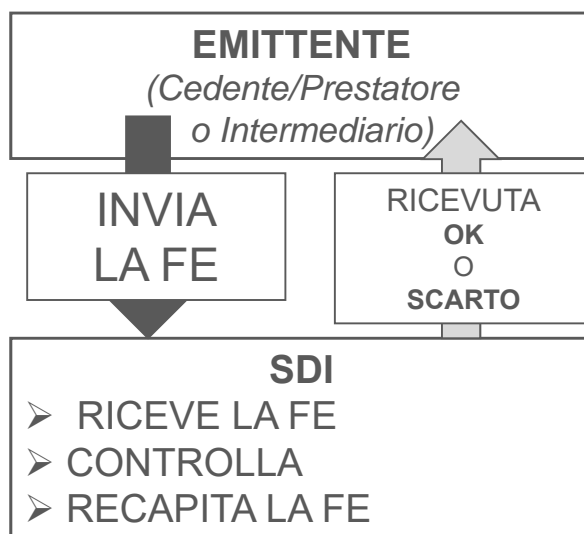 EMITTENTE
(Cedente/Prestatore
o Intermediario)
INVIA
LA FE
RICEVUTA
OK
O
SCARTO
SDI
➢ RICEVE LA FE
➢ CONTROLLA
➢ RECAPITA LA FE